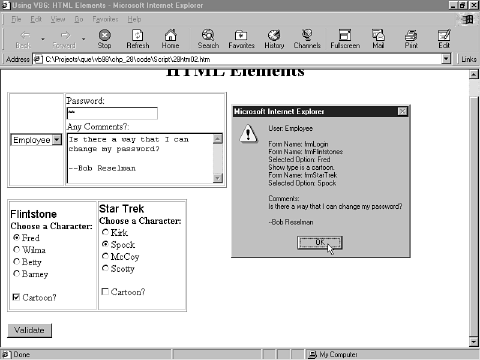 Using VB6: HTML Elements - Microsoft Internet Explorer
File Edit View Go Favorites Help
Back Forward Stop Refresh Home Search Favorites History Channels Fullscreen Mail Print Edit
Address C:\Projects\que\vb98\chp_28\code\Script\28htm02.htm Links
HTML Elements
Password:
**
Any Comments?:
Employee
Is there a way that I can
change my password?
--Bob Reselman
Microsoft Internet Explorer
User: Employee
Form Name: frmLogin
Form Name: frmFlintstones
Selected Option: Fred
Show type is a cartoon.
Form Name: frmStarTrek
Selected Option: Spock
Comments:
Is there a way that I can change my password?
--Bob Reselman
OK
Flintstone
Choose a Character:
Fred
Wilma
Betty
Barney
Cartoon?
Star Trek
Choose a Character:
Kirk
Spock
McCoy
Scotty
Cartoon?
Validate
Done My Computer